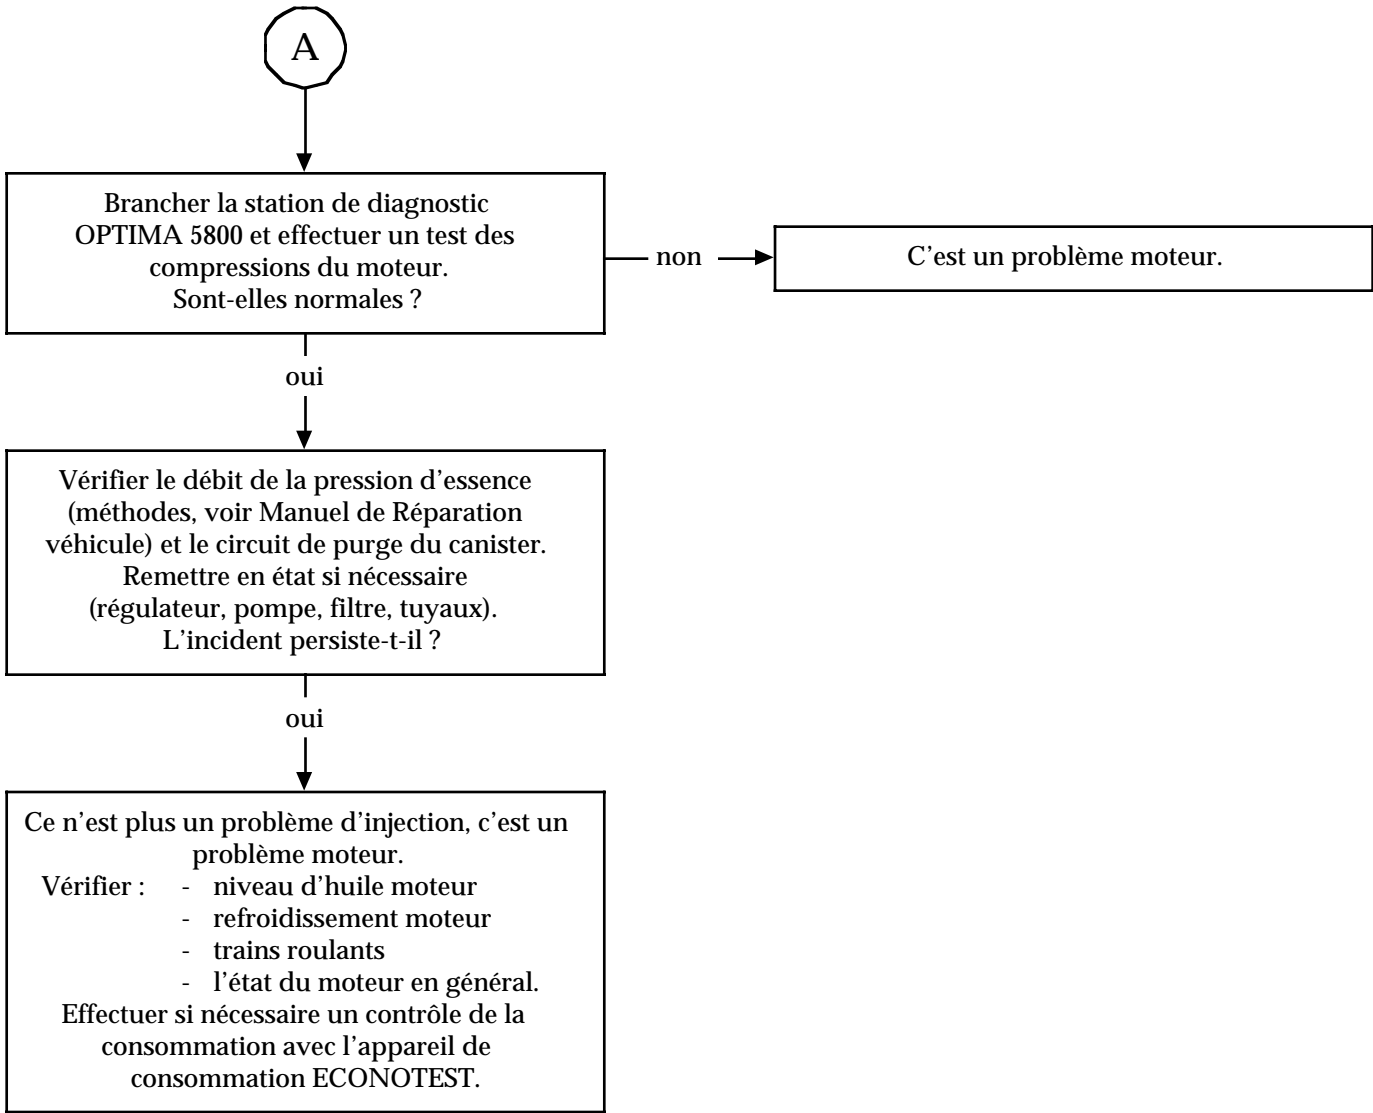 A
Brancher la station de diagnostic
OPTIMA 5800 et effectuer un test des
compressions du moteur.
Sont-elles normales ?
non
C’est un problème moteur.
oui
Vérifier le débit de la pression d’essence
(méthodes, voir Manuel de Réparation
véhicule) et le circuit de purge du canister.
Remettre en état si nécessaire
(régulateur, pompe, filtre, tuyaux).
L’incident persiste-t-il ?
oui
Ce n’est plus un problème d’injection, c’est un
problème moteur.
Vérifier : - niveau d’huile moteur
- refroidissement moteur
- trains roulants
- l’état du moteur en général.
Effectuer si nécessaire un contrôle de la
consommation avec l’appareil de
consommation ECONOTEST.